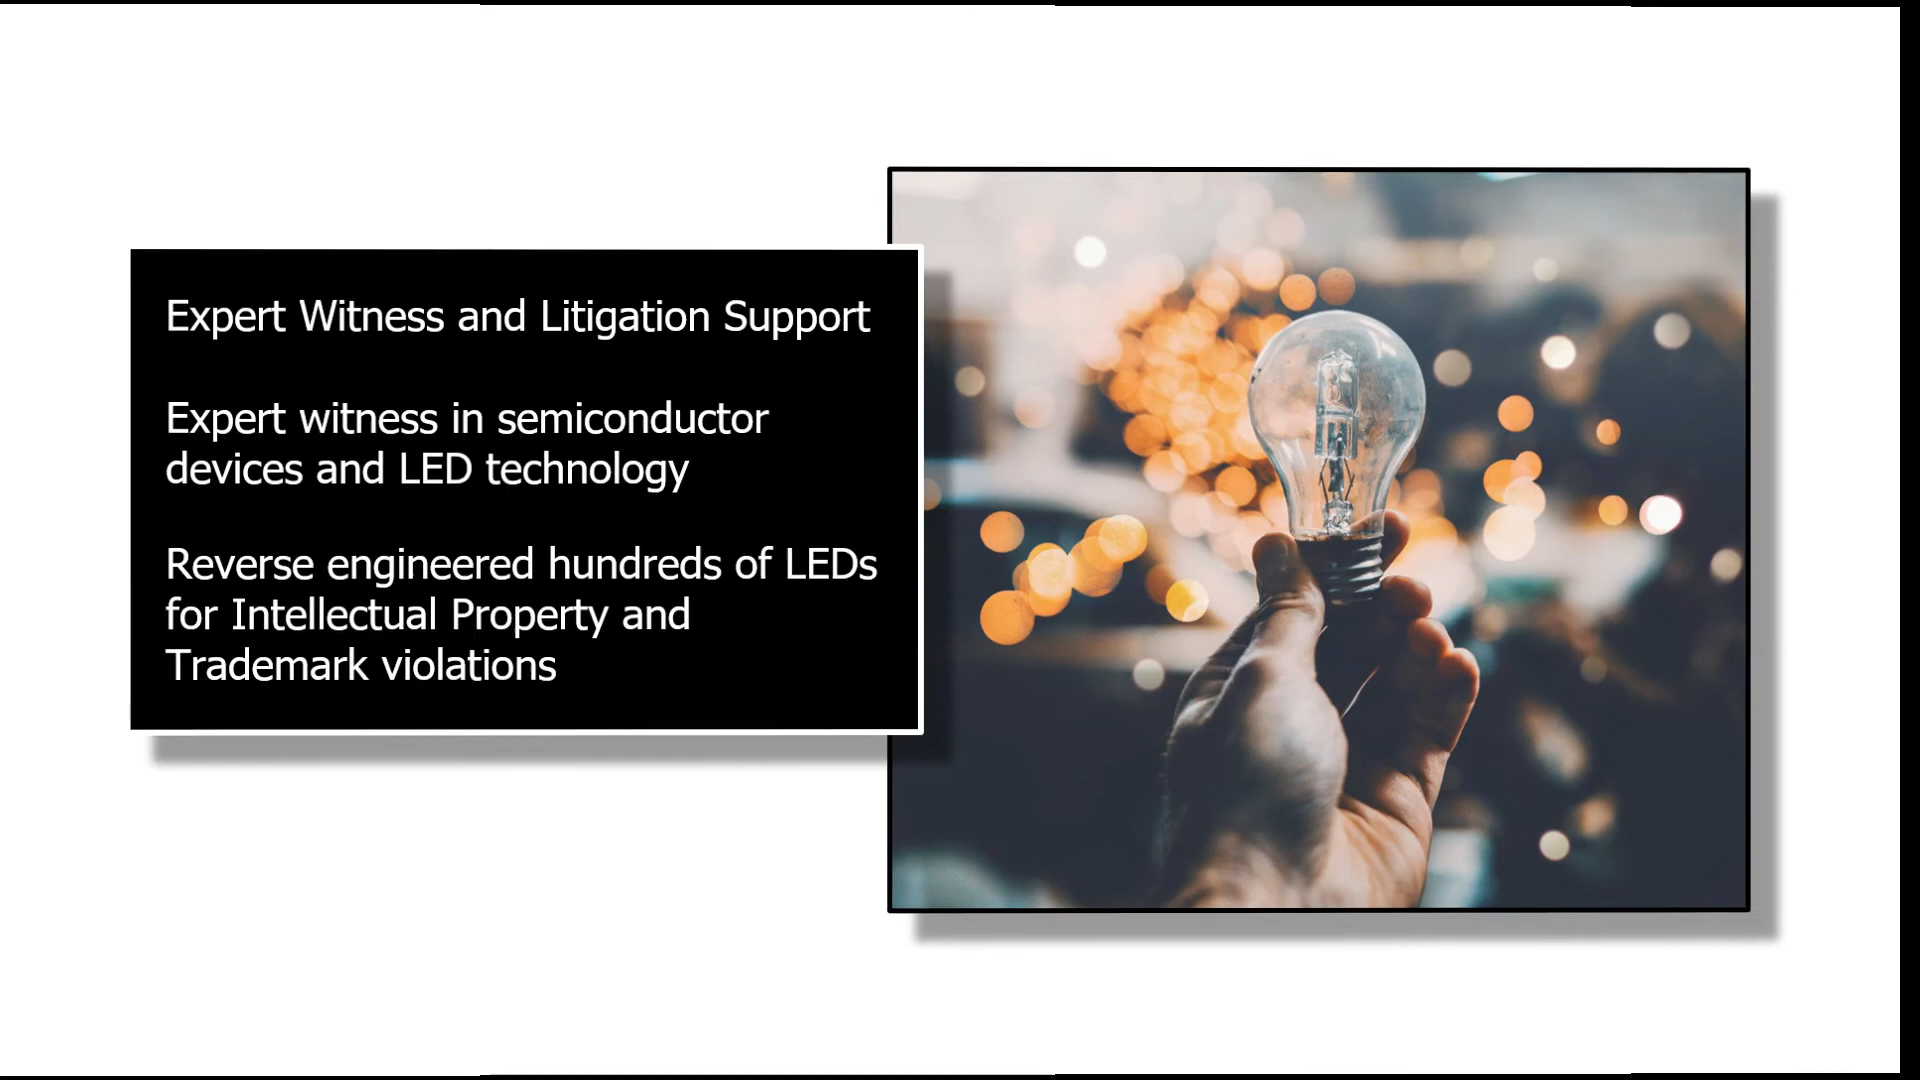 Expert Witness and Litigation Support
Expert witness in semiconductor
devices and LED technology
Reverse engineered hundreds of LEDs
for Intellectual Property and
Trademark violations